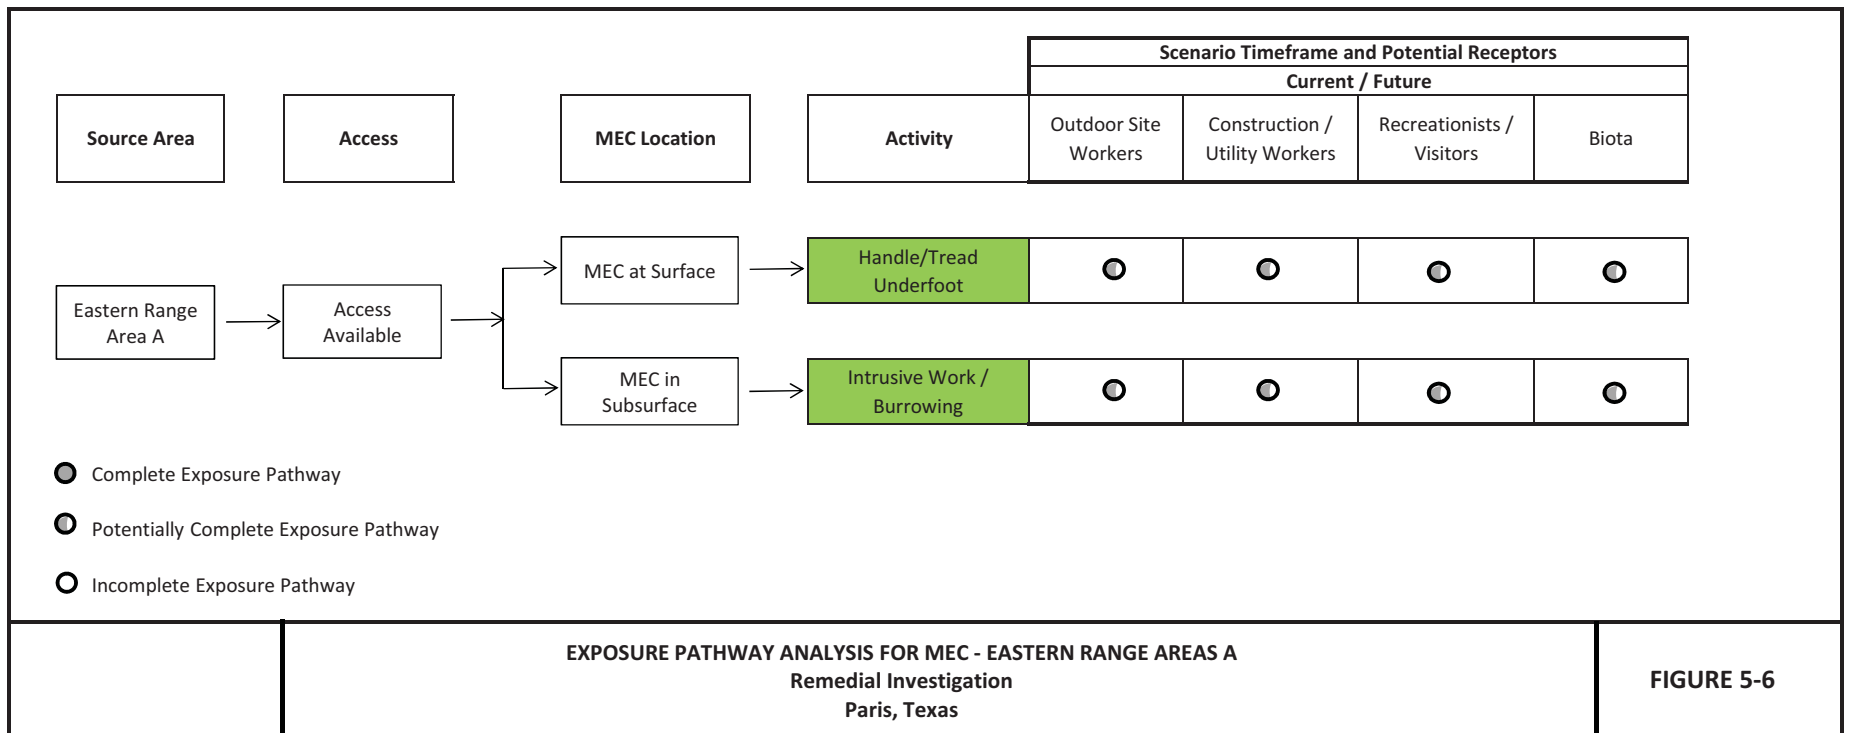 Scenario Timeframe and Potential Receptors
Current / Future
Source Area
Access
MEC Location
Activity
Outdoor Site
Workers
Construction /
Utility Workers
Recreationists /
Visitors
Biota
Eastern Range
Area A
Access
Available
MEC at Surface
Handle/Tread
Underfoot
MEC in
Subsurface
Intrusive Work /
Burrowing
Complete Exposure Pathway
Potentially Complete Exposure Pathway
Incomplete Exposure Pathway
EXPOSURE PATHWAY ANALYSIS FOR MEC - EASTERN RANGE AREAS A
Remedial Investigation
Paris, Texas
FIGURE 5-6